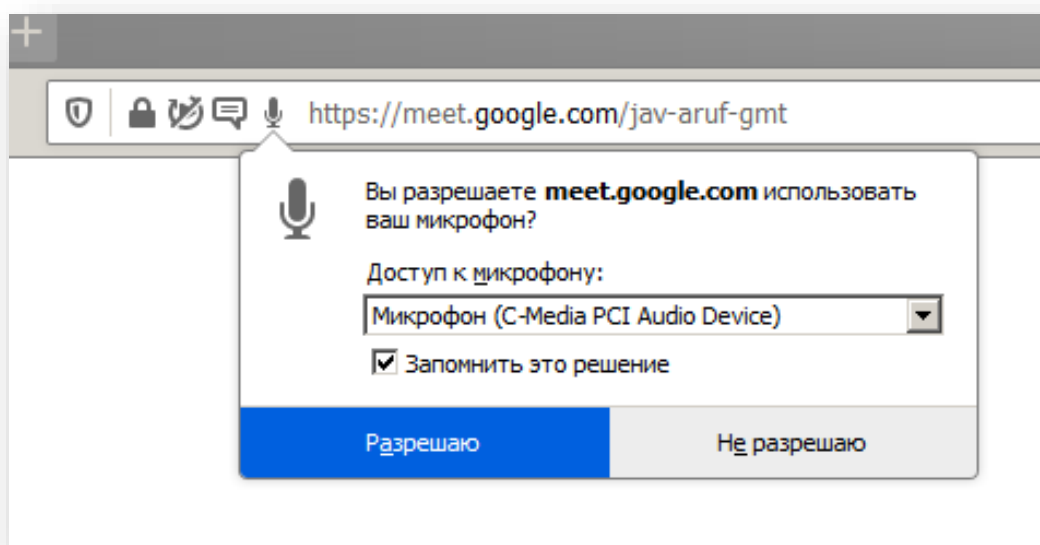 https://meet.google.com/jav-aruf-gmt
Вы разрешаете meet.google.com использовать
ваш микрофон?
Доступ к микрофону:
Микрофон (C-Media PCI Audio Device)
Запомнить это решение
Разрешаю
Не разрешаю